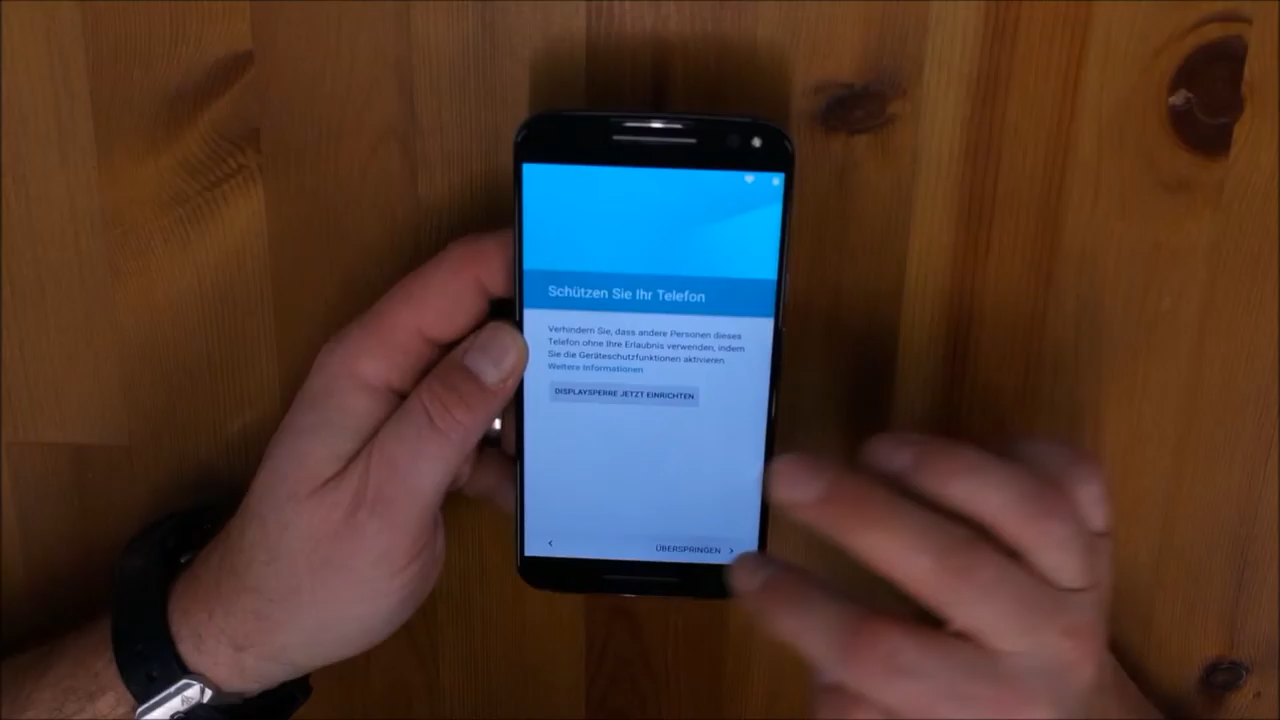 Schützen Sie Ihr Telefon
Verhindern Sie, dass andere Personen dieses
Telefon ohne Ihre Erlaubnis verwenden, indem
Sie die Geräteschutzfunktionen aktivieren.
Weitere Informationen
DISPLAYSPERRE JETZT EINRICHTEN
ÜBERSPRINGEN